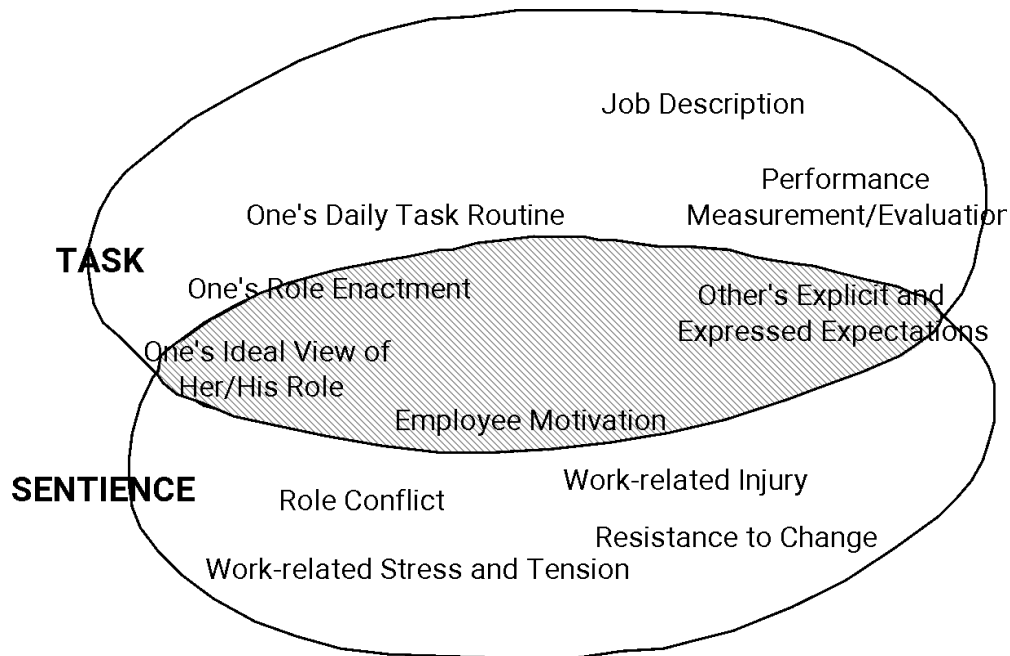 Job Description
Performance
Measurement/Evaluation
One's Daily Task Routine
TASK
One's Role Enactment
Other's Explicit and
Expressed Expectations
One's Ideal View of
Her/His Role
Employee Motivation
Work-related Injury
SENTIENCE
Role Conflict
Resistance to Change
Work-related Stress and Tension